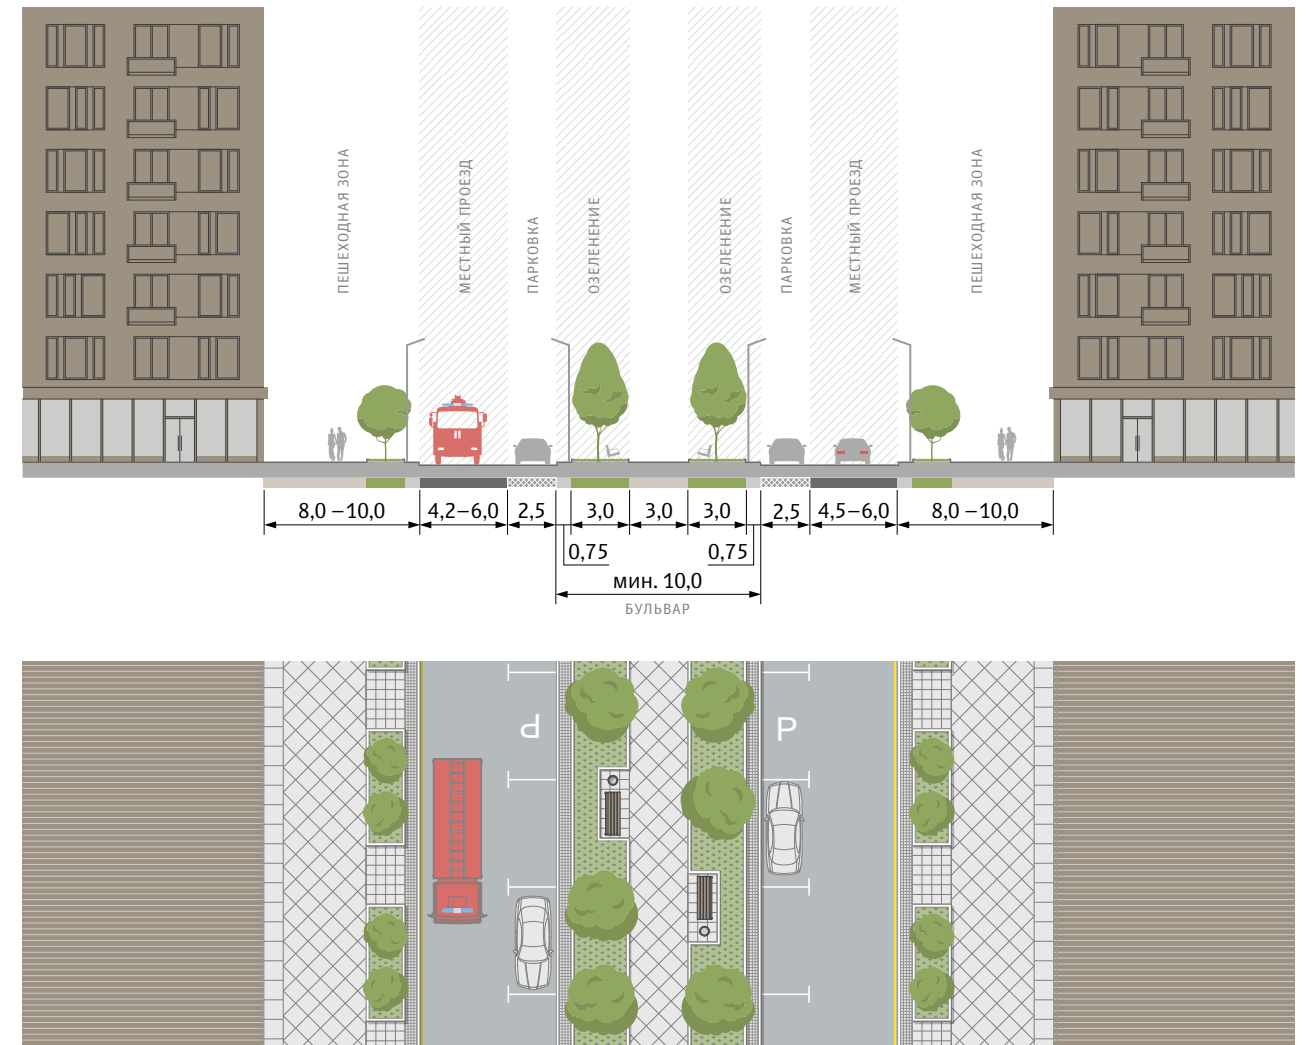 ПЕШЕХОДНАЯ ЗОНА
МЕСТНЫЙ ПРОЕЗД
ПАРКОВКА
ОЗЕЛЕНЕНИЕ
ОЗЕЛЕНЕНИЕ
ПАРКОВКА
МЕСТНЫЙ ПРОЕЗД
ПЕШЕХОДНАЯ ЗОНА
8,0 –10,0
4,2–6,0
2,5
3,0
3,0
3,0
2,5
4,5–6,0
8,0 –10,0
0,75
0,75
мин. 10,0
БУЛЬВАР
P
P